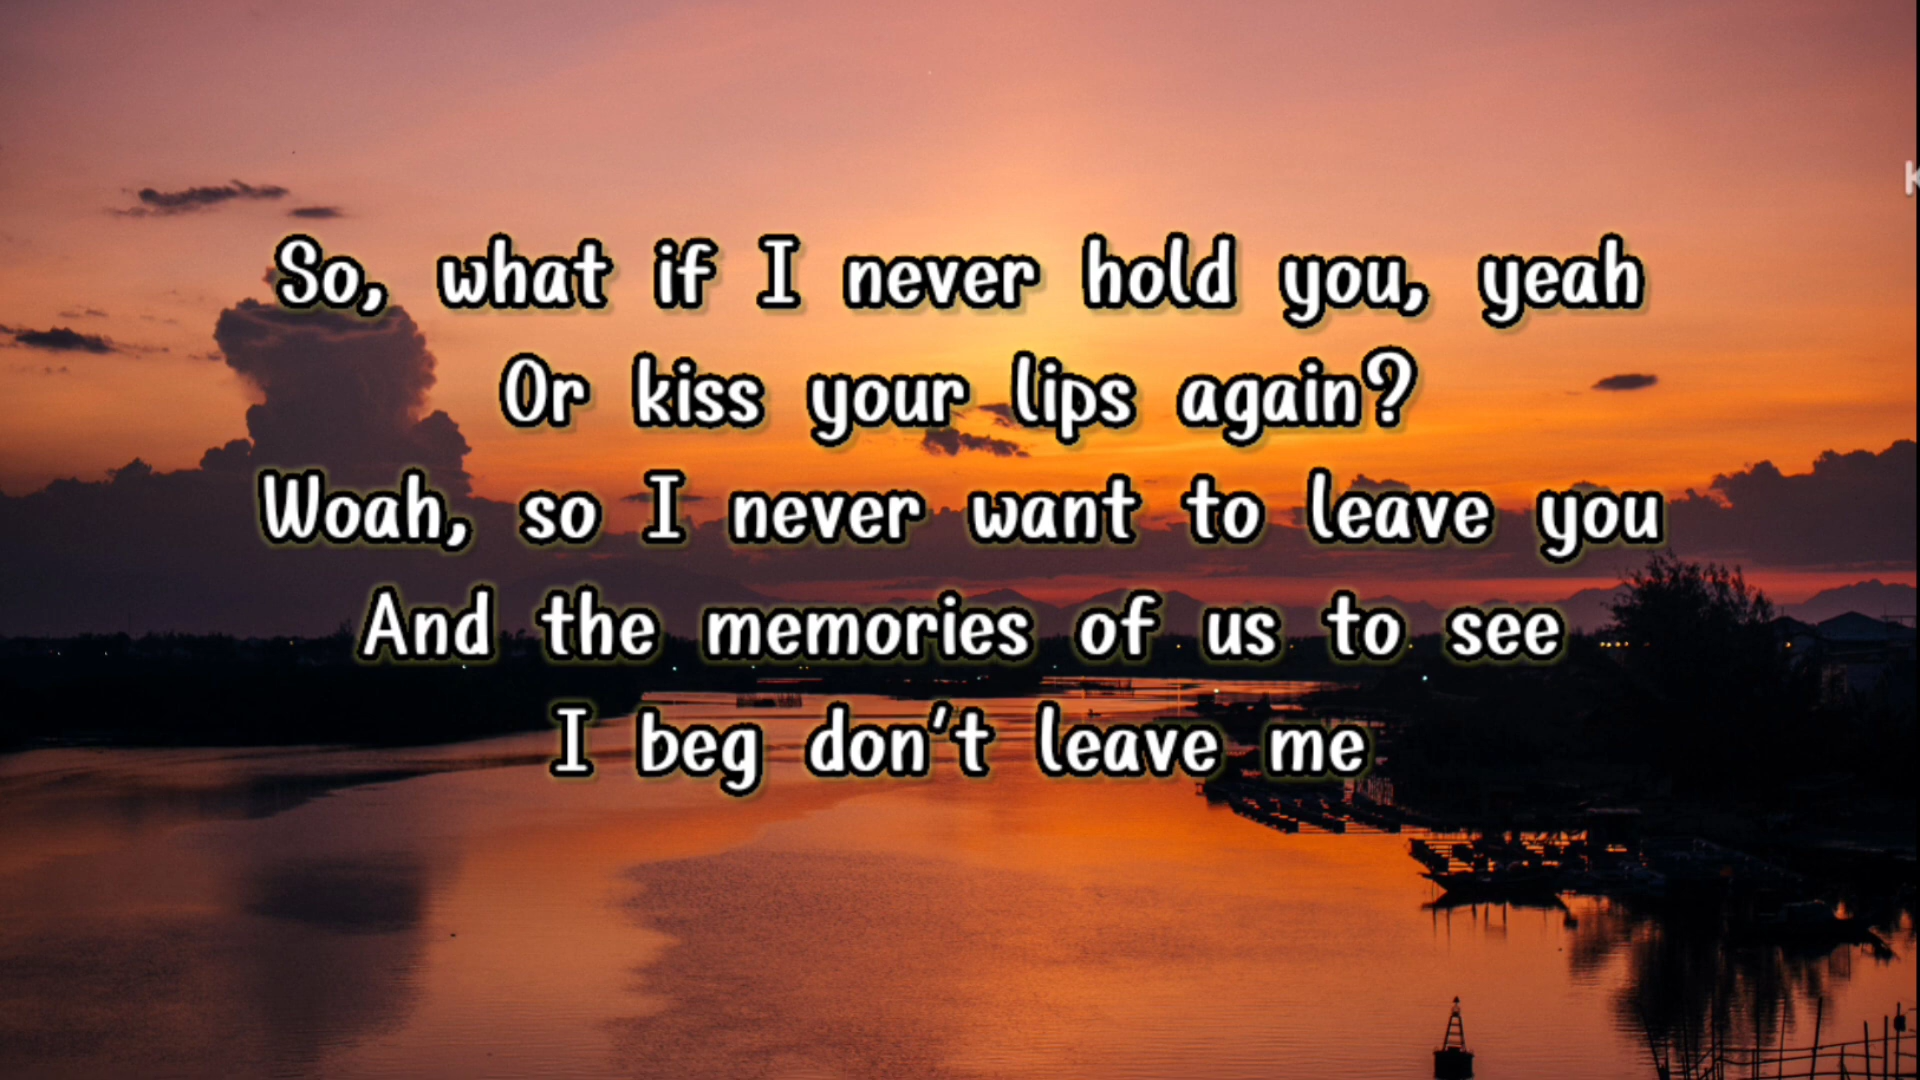 So, what if I never hold you, yeah
Or kiss your lips again?
Woah, so I never want to leave you
And the memories of us to see
I beg don't leave me